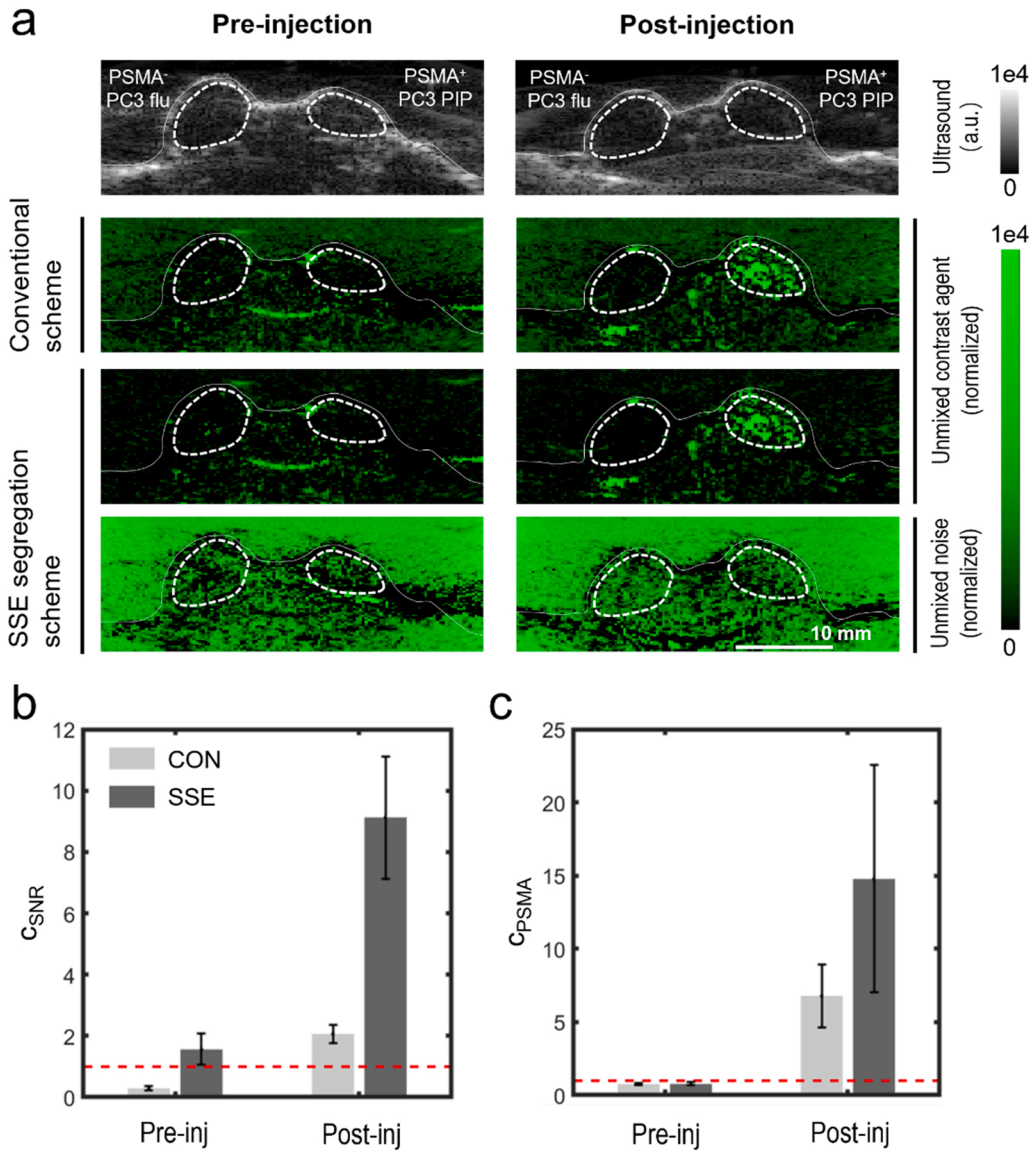 a
Pre-injection
Post-injection
PSMA⁻
PC3 flu
PSMA⁺
PC3 PIP
PSMA⁻
PC3 flu
PSMA⁺
PC3 PIP
Ultrasound
(a.u.)
1e4
0
Conventional
scheme
SSE segregation
scheme
Unmixed contrast agent
(normalized)
Unmixed noise
(normalized)
1e4
0
10 mm
b
12
10
8
6
4
2
0
cSNR
CON
SSE
Pre-inj
Post-inj
c
25
20
15
10
5
0
cPSMA
Pre-inj
Post-inj